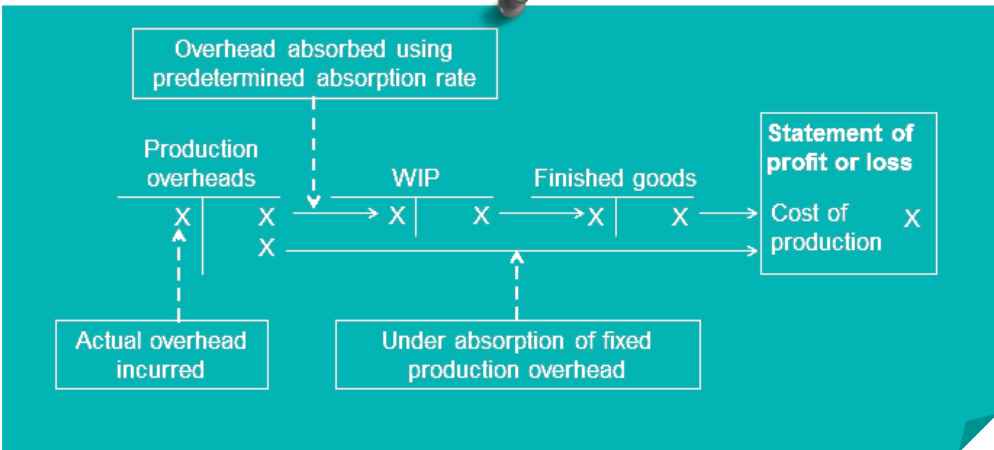 Overhead absorbed using
predetermined absorption rate
Production
overheads
WIP
Finished goods
Statement of
profit or loss
X X X X X X
Cost of
production X
X
Actual overhead
incurred
Under absorption of fixed
production overhead